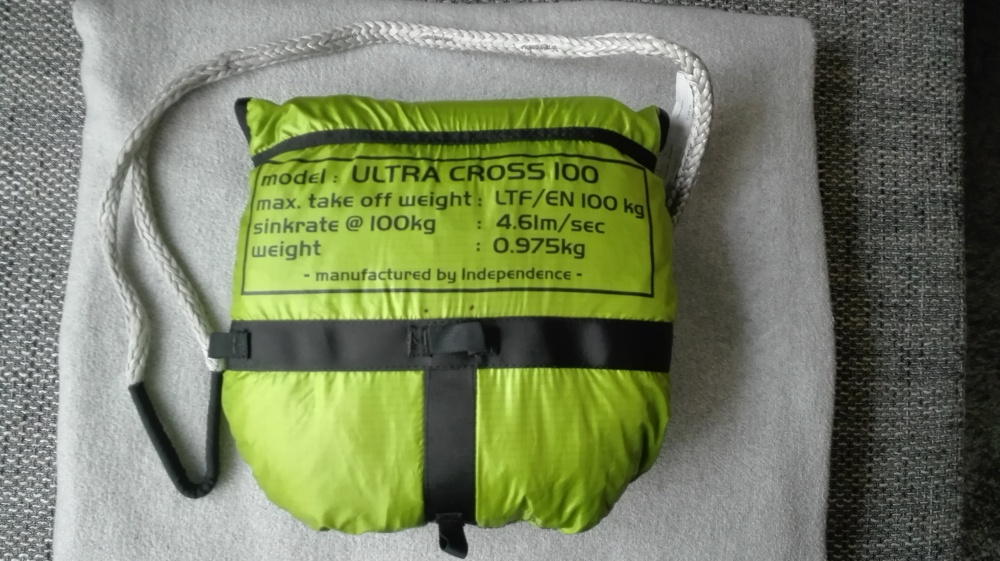 model : ULTRA CROSS 100
max. take off weight : LTF/EN 100 kg
sinkrate @ 100kg : 4.61m/sec
weight : 0.975kg
- manufactured by Independence -